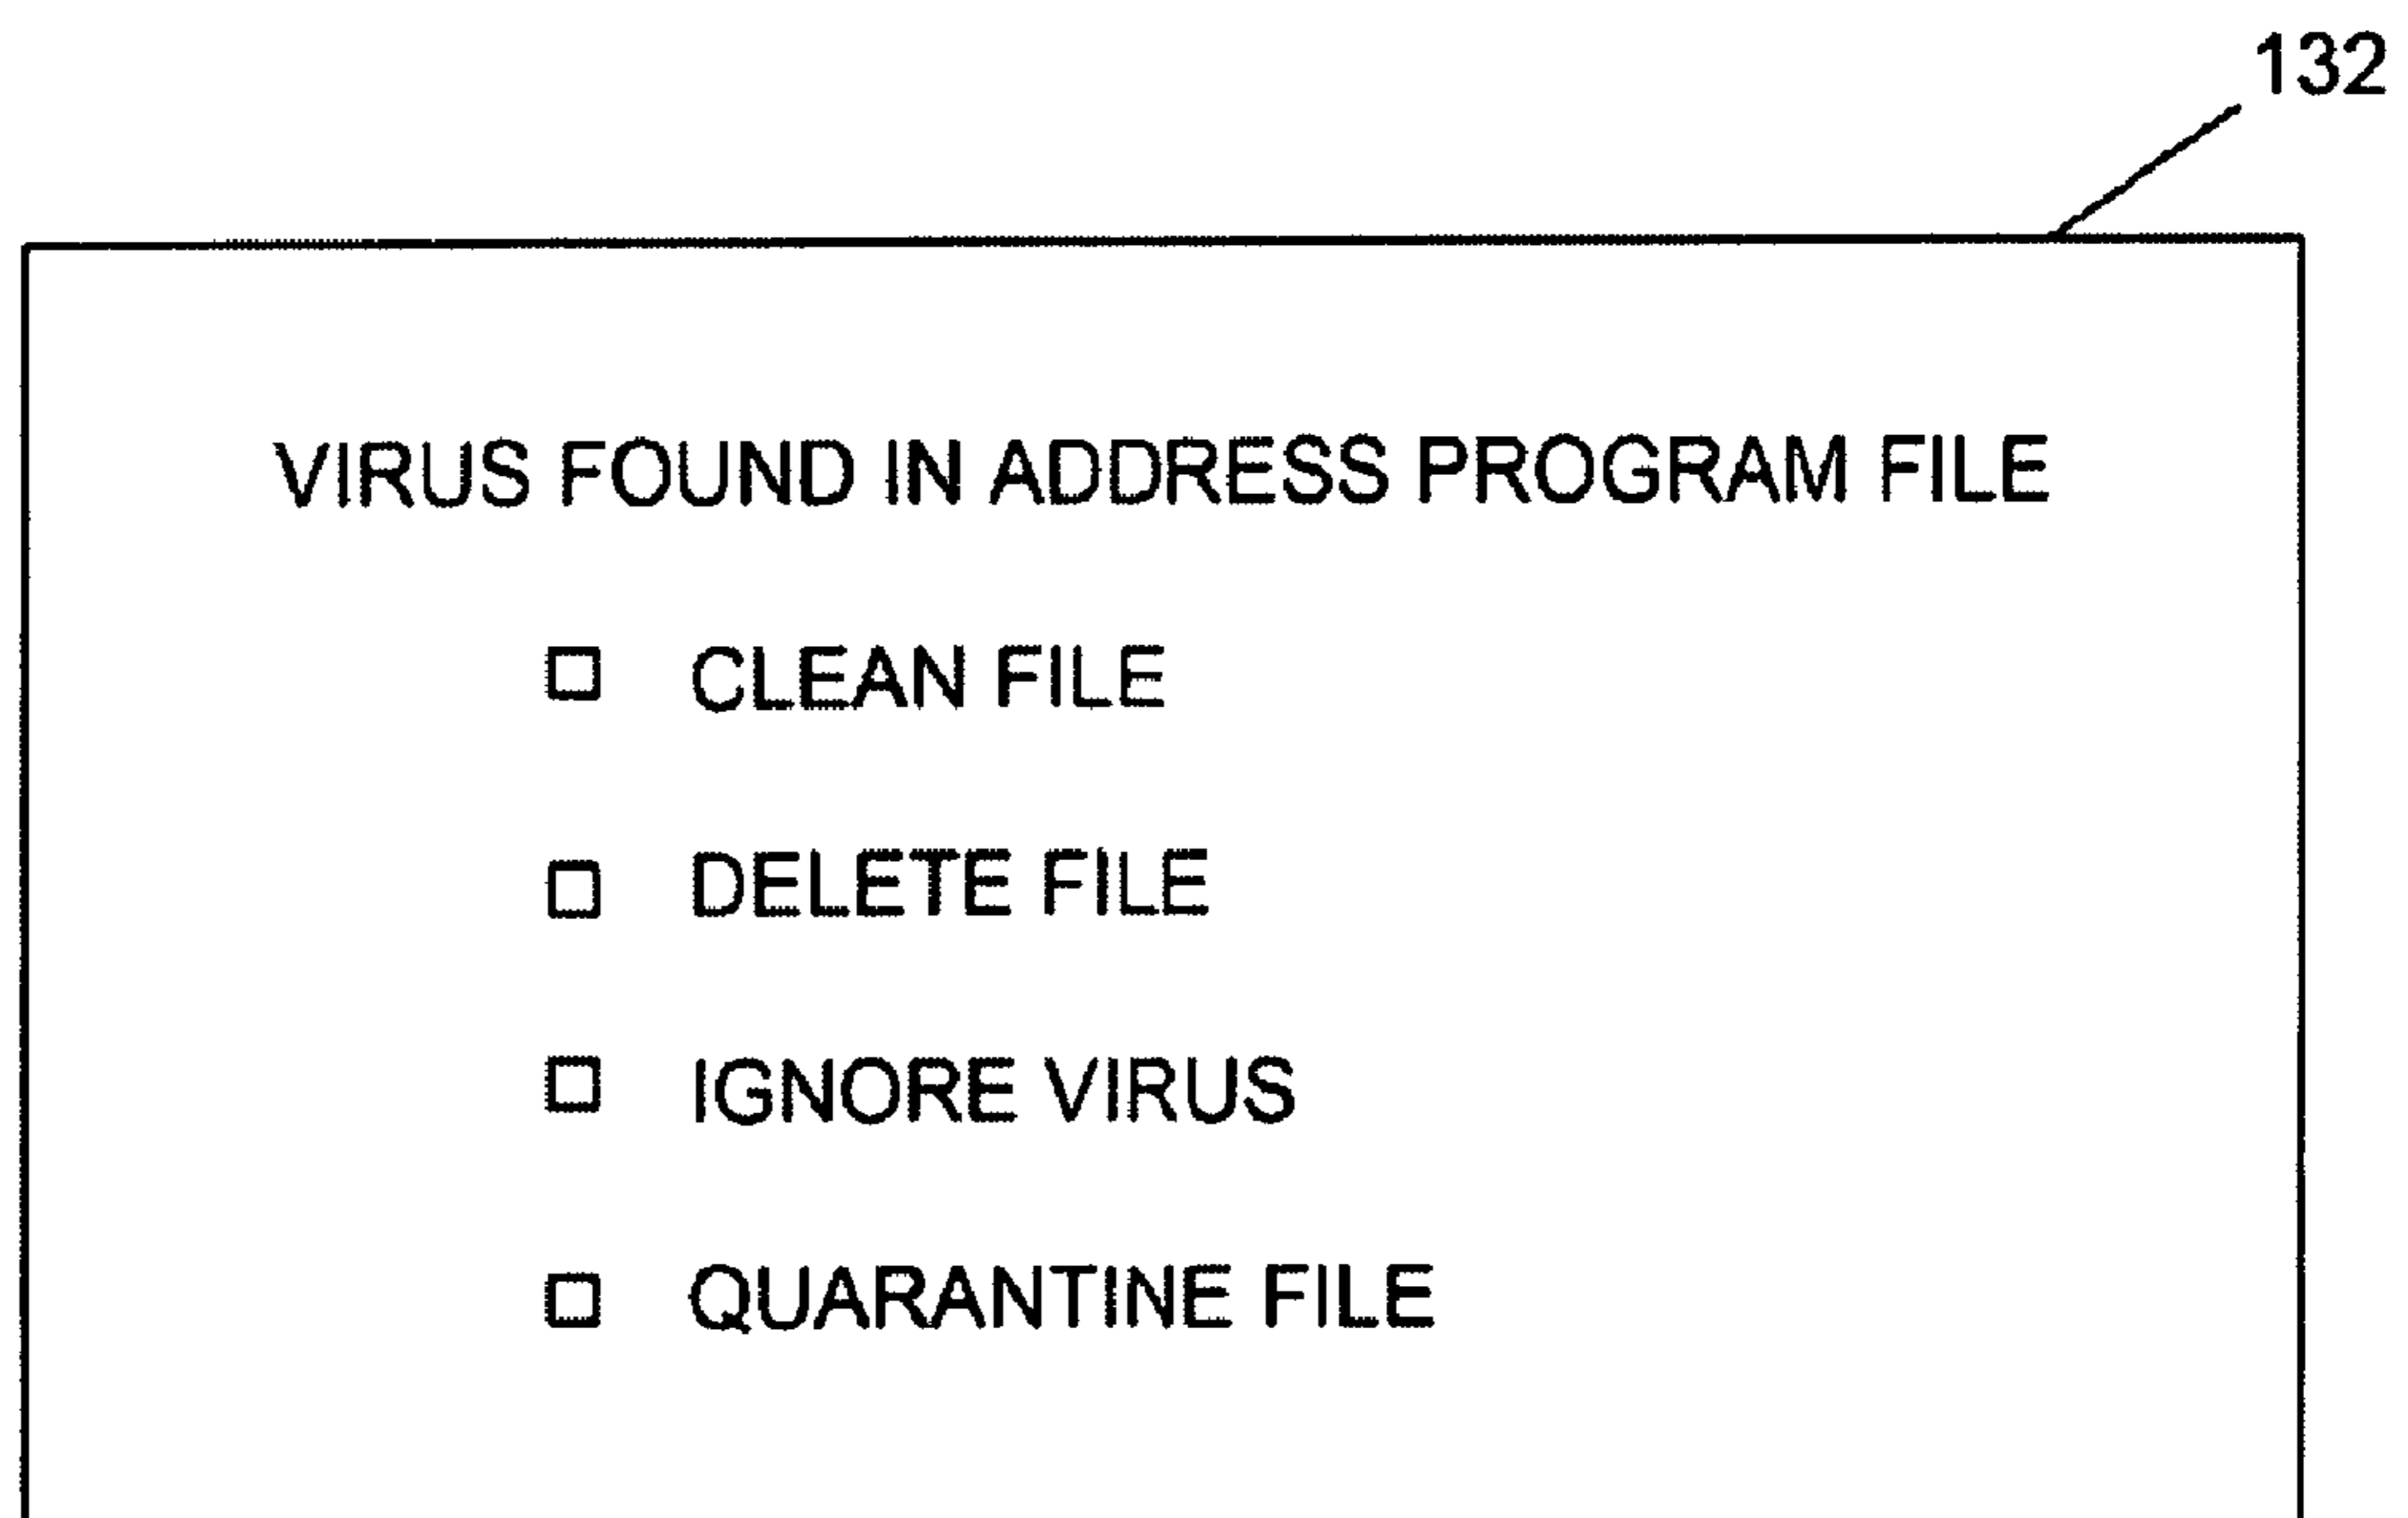 132
VIRUS FOUND IN ADDRESS PROGRAM FILE
CLEAN FILE
DELETE FILE
IGNORE VIRUS
QUARANTINE FILE